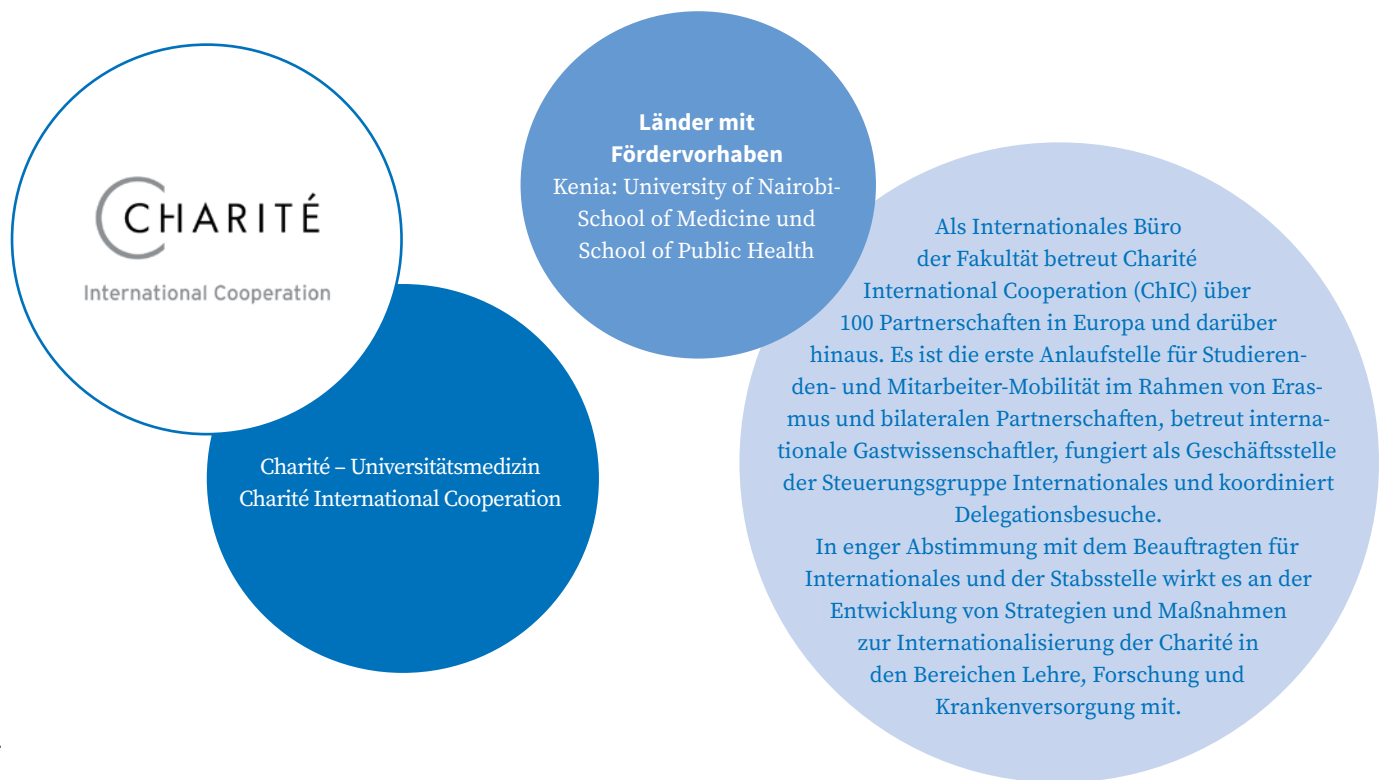 CHARITÉ
International Cooperation
Charité – Universitätsmedizin
Charité International Cooperation
Länder mit
Fördervorhaben
Kenia: University of Nairobi-
School of Medicine und
School of Public Health
Als Internationales Büro
der Fakultät betreut Charité
International Cooperation (ChIC) über
100 Partnerschaften in Europa und darüber
hinaus. Es ist die erste Anlaufstelle für Studieren-
den- und Mitarbeiter-Mobilität im Rahmen von Eras-
mus und bilateralen Partnerschaften, betreut interna-
tionale Gastwissenschaftler, fungiert als Geschäftsstelle
der Steuerungsgruppe Internationales und koordiniert
Delegationsbesuche.
In enger Abstimmung mit dem Beauftragten für
Internationales und der Stabsstelle wirkt es an der
Entwicklung von Strategien und Maßnahmen
zur Internationalisierung der Charité in
den Bereichen Lehre, Forschung und
Krankenversorgung mit.